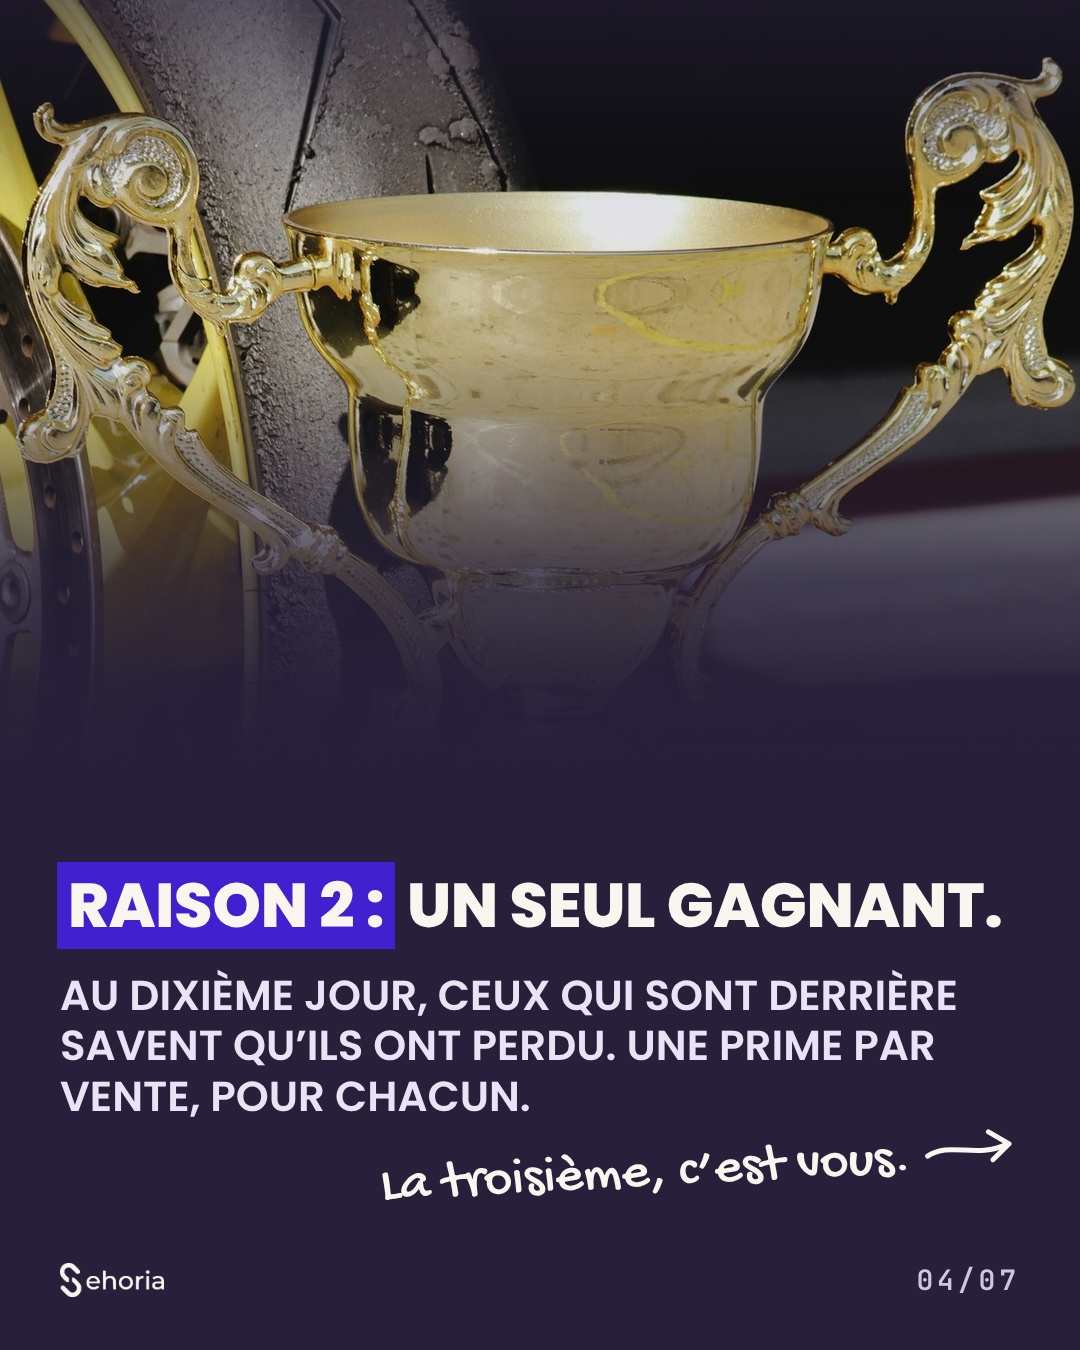 RAISON 2 : UN SEUL GAGNANT.
AU DIXIÈME JOUR, CEUX QUI SONT DERRIÈRE
SAVENT QU’ILS ONT PERDU. UNE PRIME PAR
VENTE, POUR CHACUN.
La troisième, c’est vous.
Sehoria
04/07